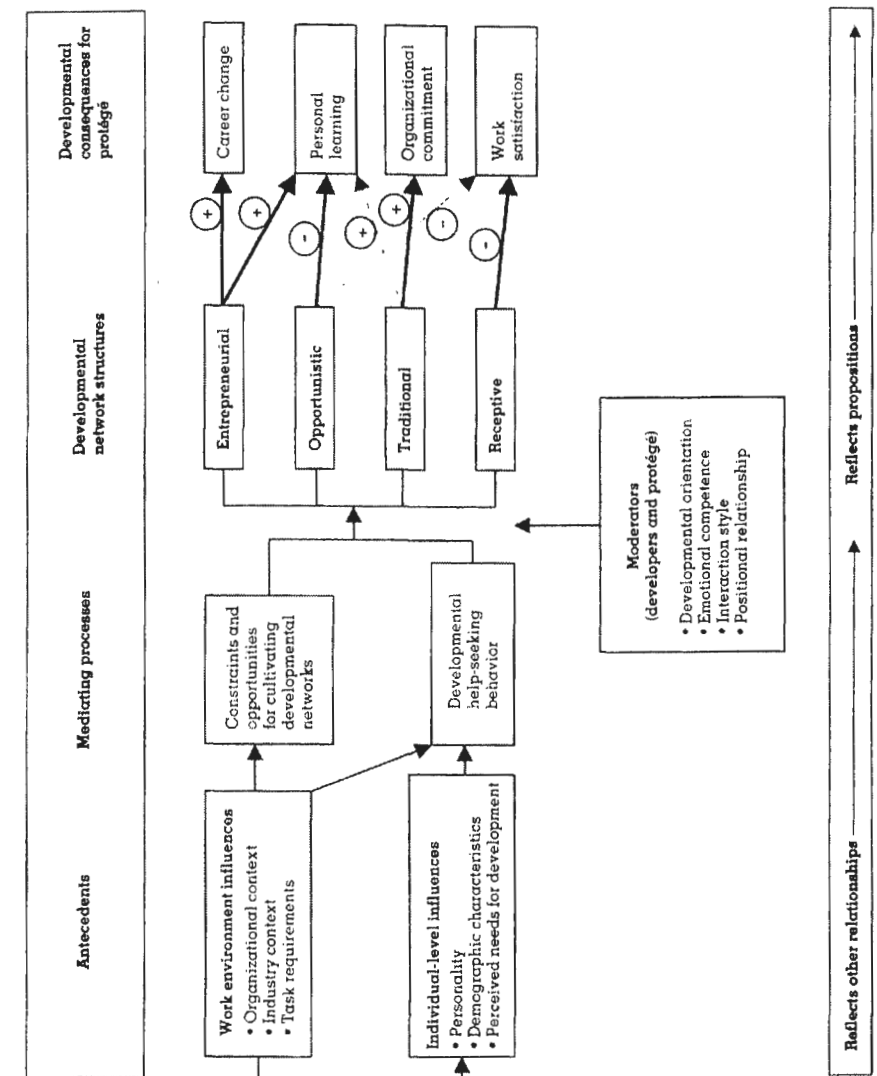 Antecedents
Mediating processes
Developmental
network structures
Developmental
consequences for
protégé
Work environment influences
• Organizational context
• Industry context
• Task requirements
Individual-level influences
• Personality
• Demographic characteristics
• Perceived needs for development
Constraints and
opportunities
for cultivating
developmental
networks
Developmental
help-seeking
behavior
Entrepreneurial
Opportunistic
Traditional
Receptive
+
+
-
+
+
-
-
Career change
Personal
learning
Organizational
commitment
Work
satisfaction
Moderators
(developers and protégé)
• Developmental orientation
• Emotional competence
• Interaction style
• Positional relationship
Reflects other relationships
Reflects propositions